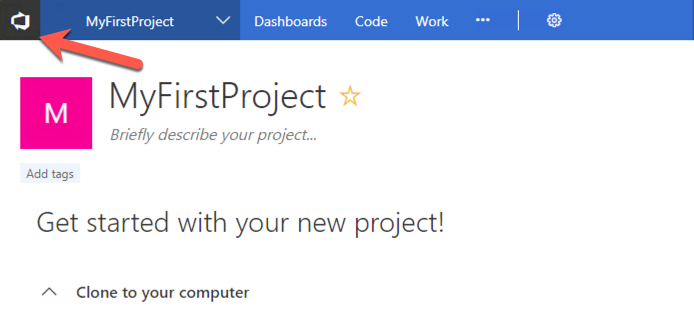 MyFirstProject Dashboards Code Work ···
M
MyFirstProject
Briefly describe your project...
Add tags
Get started with your new project!
Clone to your computer